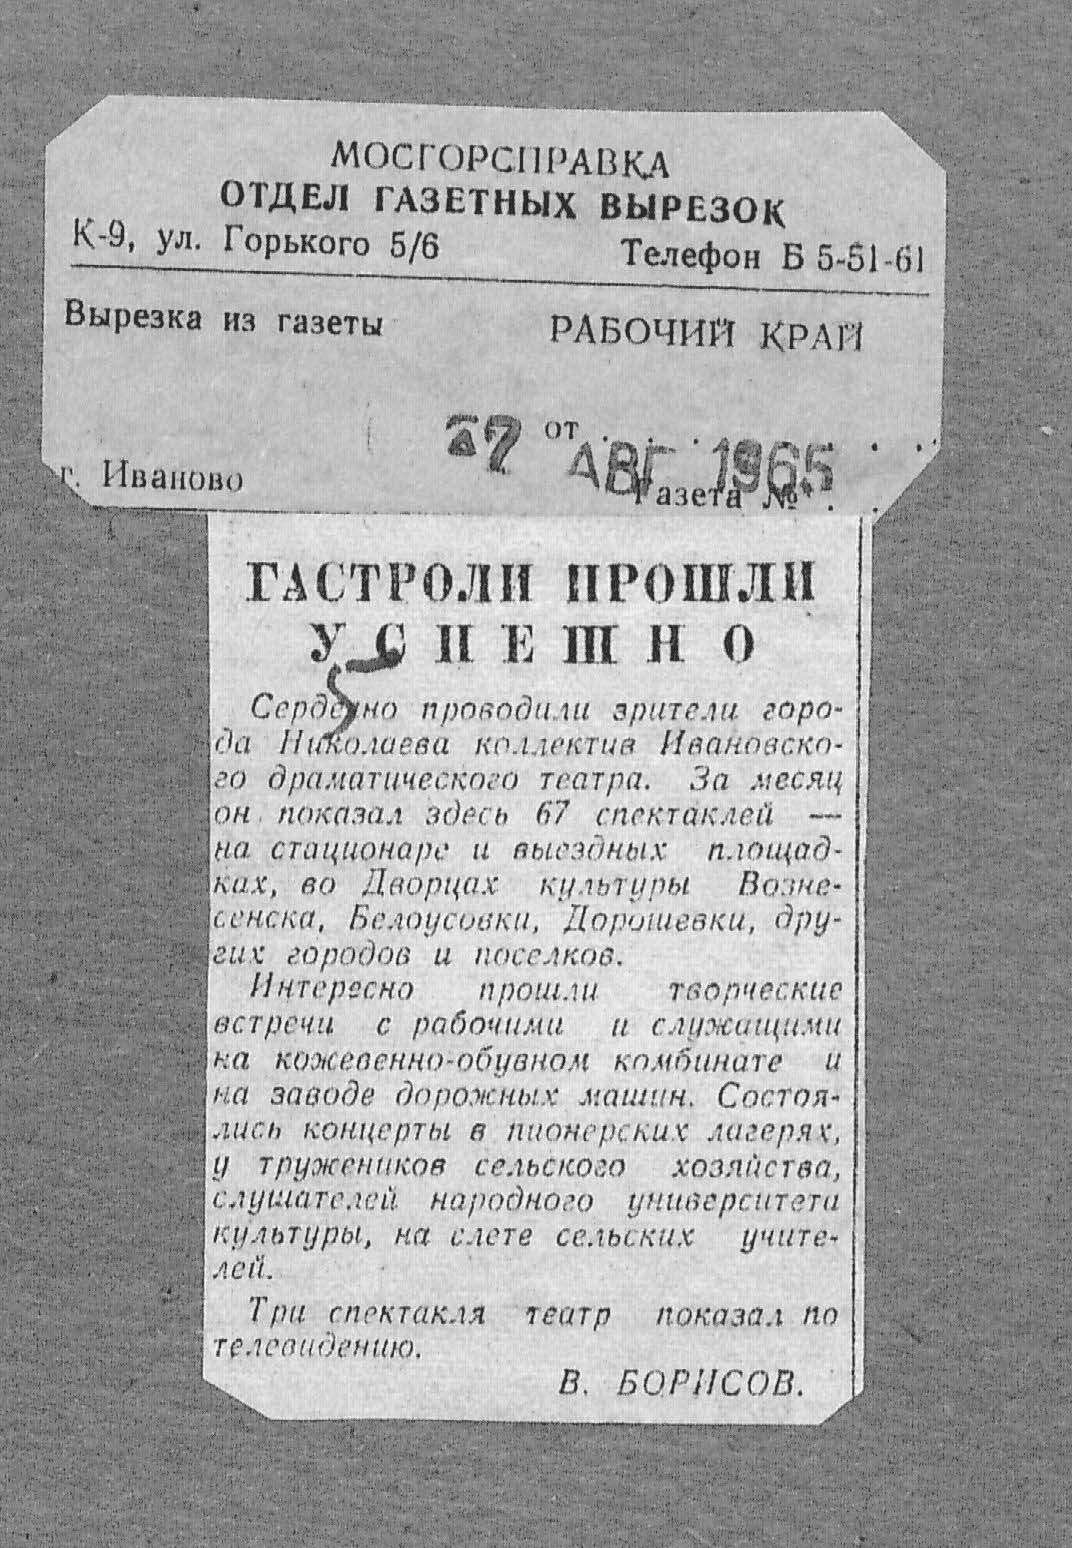 МОСГОРСПРАВКА
ОТДЕЛ ГАЗЕТНЫХ ВЫРЕЗОК
К-9, ул. Горького 5/6 Телефон Б 5-51-61
Вырезка из газеты РАБОЧИЙ КРАЙ
от . . . . . .
АВГ 1965
г. Иваново Газета № . .
ГАСТРОЛИ ПРОШЛИ
УСПЕШНО
Сердечно проводили зрители горо-
да Николаева коллектив Ивановско-
го драматического театра. За месяц
он показал здесь 67 спектаклей —
на стационаре и выездных площад-
ках, во Дворцах культуры Возне-
сенска, Белоусовки, Дорошевки, дру-
гих городов и поселков.
Интересно прошли творческие
встречи с рабочими и служащими
на кожевенно-обувном комбинате и
на заводе дорожных машин. Состоя-
лись концерты в пионерских лагерях,
у тружеников сельского хозяйства,
слушателей народного университета
культуры, на слете сельских учите-
лей.
Три спектакля театр показал по
телевидению.
В. БОРИСОВ.